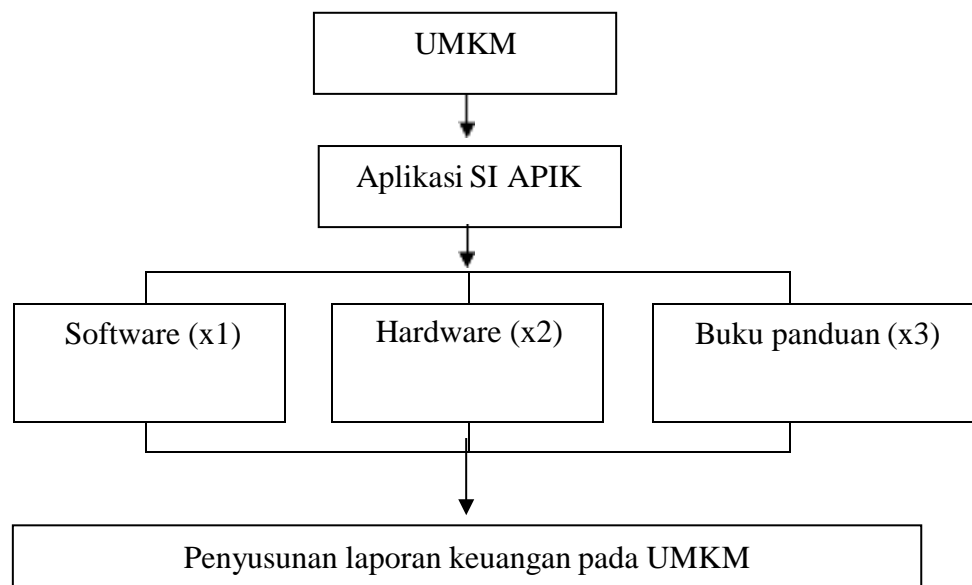 UMKM
Aplikasi SI APIK
Software (x1)
Hardware (x2)
Buku panduan (x3)
Penyusunan laporan keuangan pada UMKM